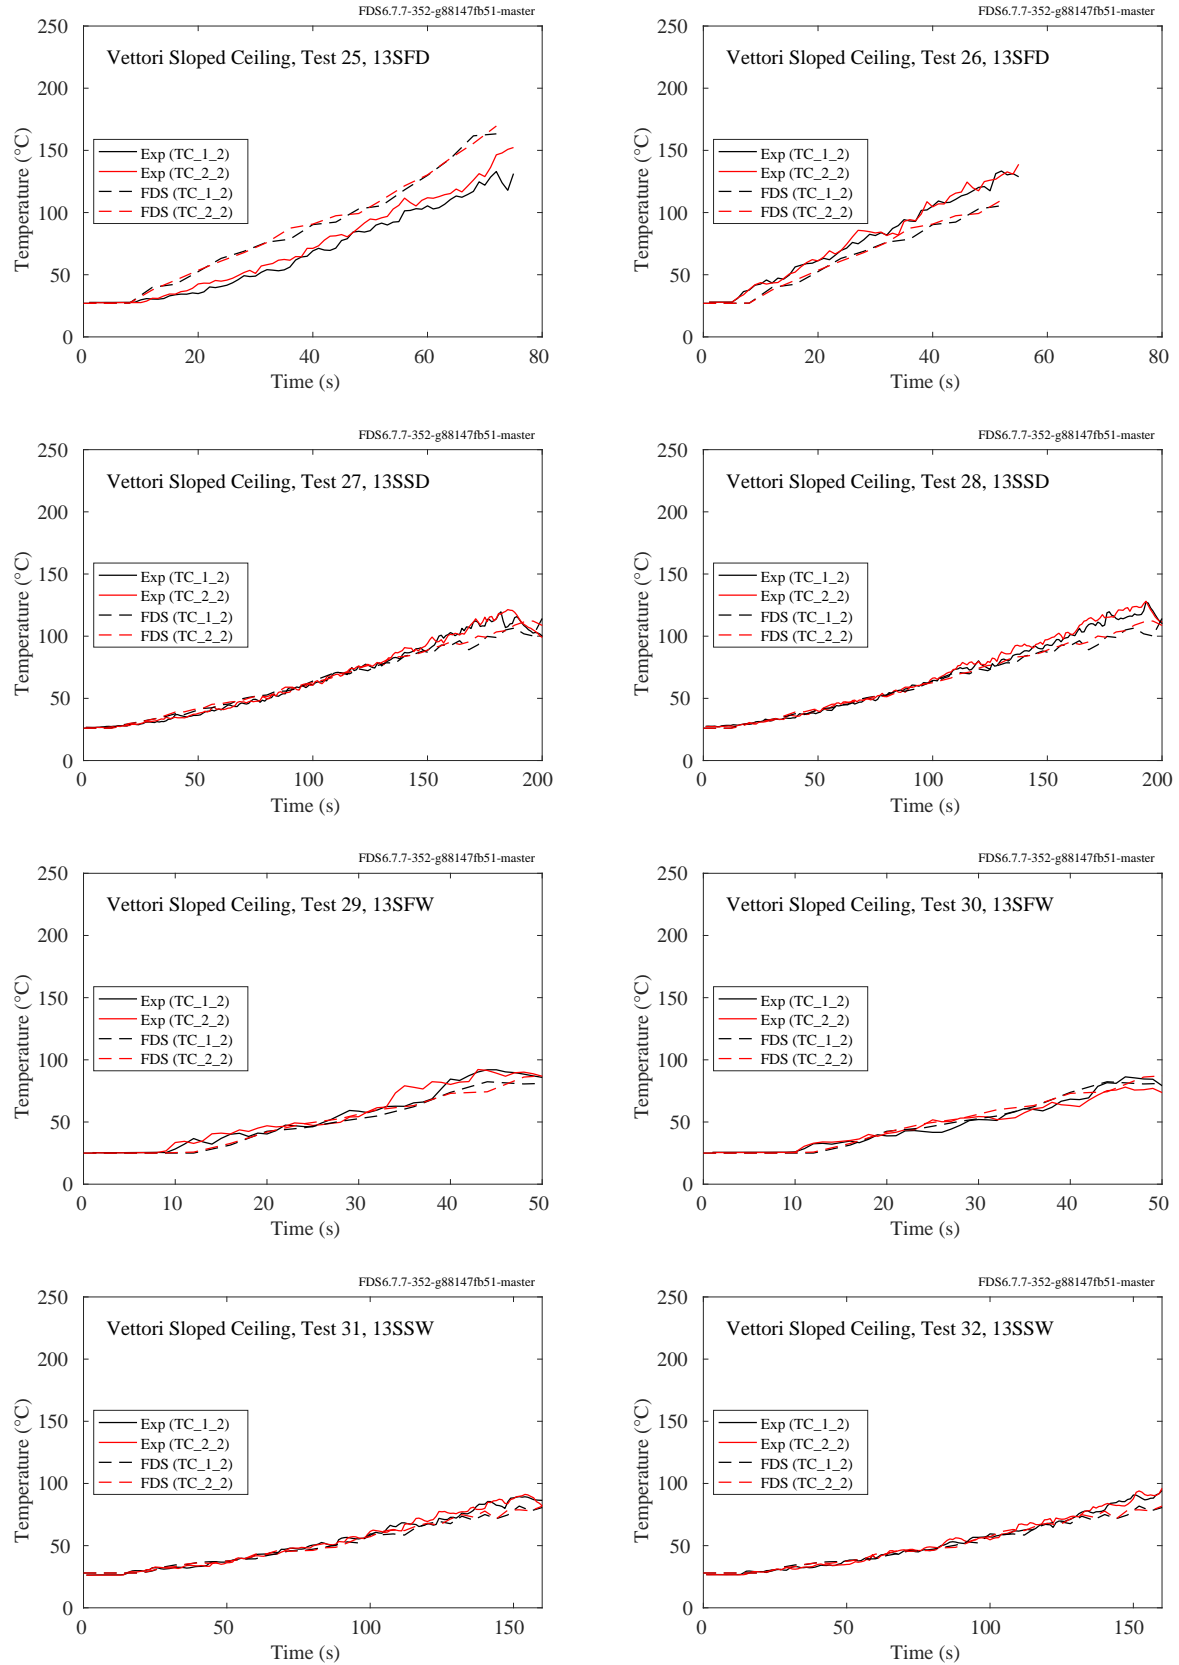 FDS6.7.7-352-g88147fb51-master
Vettori Sloped Ceiling, Test 25, 13SFD
Exp (TC_1_2)
Exp (TC_2_2)
FDS (TC_1_2)
FDS (TC_2_2)
Temperature (°C)
250
200
150
100
50
0
0 20 40 60 80
Time (s)
FDS6.7.7-352-g88147fb51-master
Vettori Sloped Ceiling, Test 26, 13SFD
Exp (TC_1_2)
Exp (TC_2_2)
FDS (TC_1_2)
FDS (TC_2_2)
Temperature (°C)
250
200
150
100
50
0
0 20 40 60 80
Time (s)
FDS6.7.7-352-g88147fb51-master
Vettori Sloped Ceiling, Test 27, 13SSD
Exp (TC_1_2)
Exp (TC_2_2)
FDS (TC_1_2)
FDS (TC_2_2)
Temperature (°C)
250
200
150
100
50
0
0 50 100 150 200
Time (s)
FDS6.7.7-352-g88147fb51-master
Vettori Sloped Ceiling, Test 28, 13SSD
Exp (TC_1_2)
Exp (TC_2_2)
FDS (TC_1_2)
FDS (TC_2_2)
Temperature (°C)
250
200
150
100
50
0
0 50 100 150 200
Time (s)
FDS6.7.7-352-g88147fb51-master
Vettori Sloped Ceiling, Test 29, 13SFW
Exp (TC_1_2)
Exp (TC_2_2)
FDS (TC_1_2)
FDS (TC_2_2)
Temperature (°C)
250
200
150
100
50
0
0 10 20 30 40 50
Time (s)
FDS6.7.7-352-g88147fb51-master
Vettori Sloped Ceiling, Test 30, 13SFW
Exp (TC_1_2)
Exp (TC_2_2)
FDS (TC_1_2)
FDS (TC_2_2)
Temperature (°C)
250
200
150
100
50
0
0 10 20 30 40 50
Time (s)
FDS6.7.7-352-g88147fb51-master
Vettori Sloped Ceiling, Test 31, 13SSW
Exp (TC_1_2)
Exp (TC_2_2)
FDS (TC_1_2)
FDS (TC_2_2)
Temperature (°C)
250
200
150
100
50
0
0 50 100 150
Time (s)
FDS6.7.7-352-g88147fb51-master
Vettori Sloped Ceiling, Test 32, 13SSW
Exp (TC_1_2)
Exp (TC_2_2)
FDS (TC_1_2)
FDS (TC_2_2)
Temperature (°C)
250
200
150
100
50
0
0 50 100 150
Time (s)